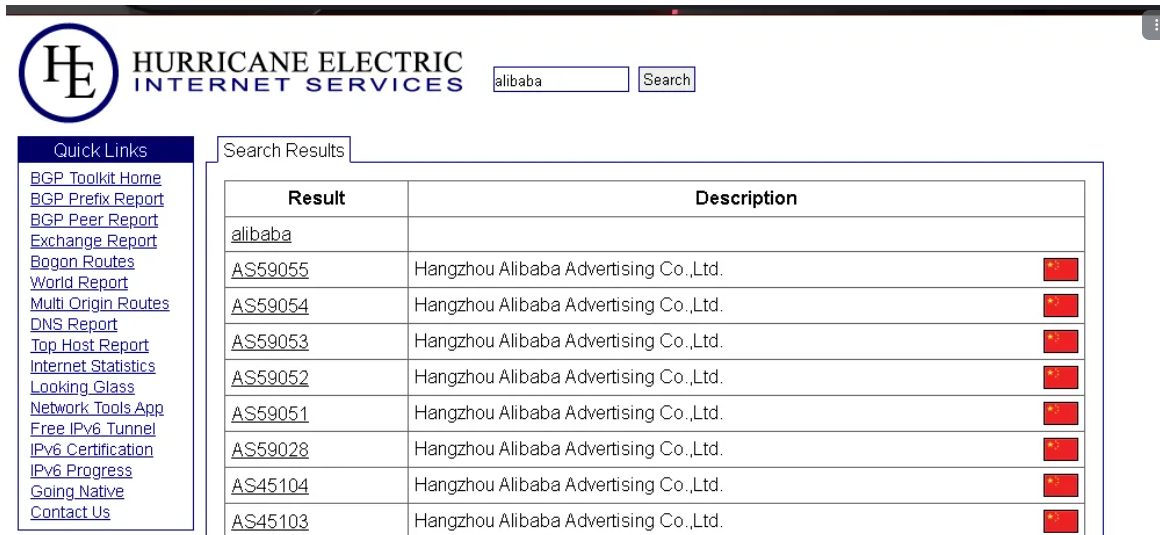 HE
HURRICANE ELECTRIC
INTERNET SERVICES
alibaba
Search
Quick Links
BGP Toolkit Home
BGP Prefix Report
BGP Peer Report
Exchange Report
Bogon Routes
World Report
Multi Origin Routes
DNS Report
Top Host Report
Internet Statistics
Looking Glass
Network Tools App
Free IPv6 Tunnel
IPv6 Certification
IPv6 Progress
Going Native
Contact Us
Search Results
Result Description
alibaba
AS59055 Hangzhou Alibaba Advertising Co.,Ltd.
AS59054 Hangzhou Alibaba Advertising Co.,Ltd.
AS59053 Hangzhou Alibaba Advertising Co.,Ltd.
AS59052 Hangzhou Alibaba Advertising Co.,Ltd.
AS59051 Hangzhou Alibaba Advertising Co.,Ltd.
AS59028 Hangzhou Alibaba Advertising Co.,Ltd.
AS45104 Hangzhou Alibaba Advertising Co.,Ltd.
AS45103 Hangzhou Alibaba Advertising Co.,Ltd.